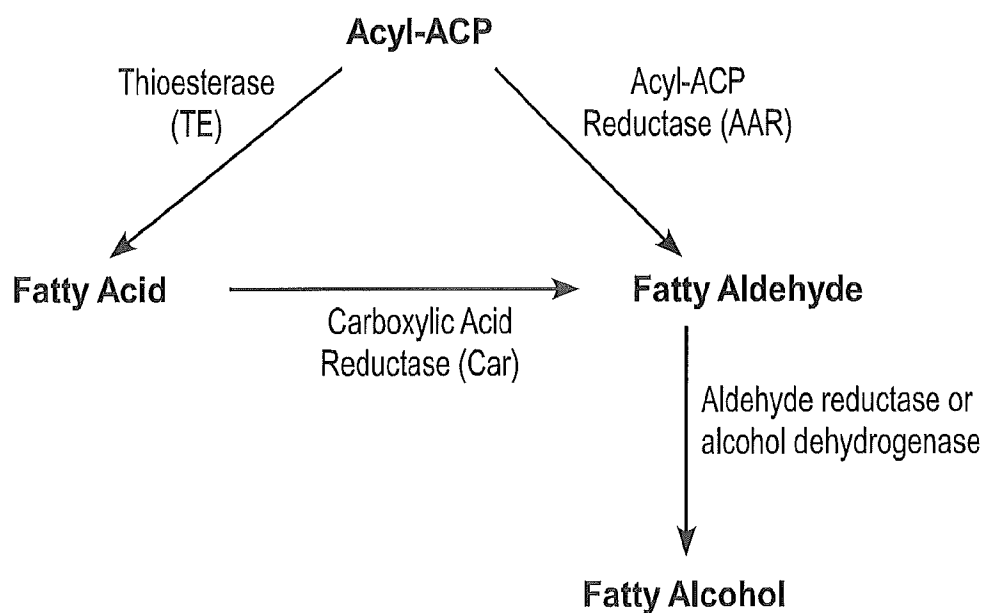 Acyl-ACP
Thioesterase
(TE)
Acyl-ACP
Reductase (AAR)
Fatty Acid
Fatty Aldehyde
Carboxylic Acid
Reductase (Car)
Aldehyde reductase or
alcohol dehydrogenase
Fatty Alcohol